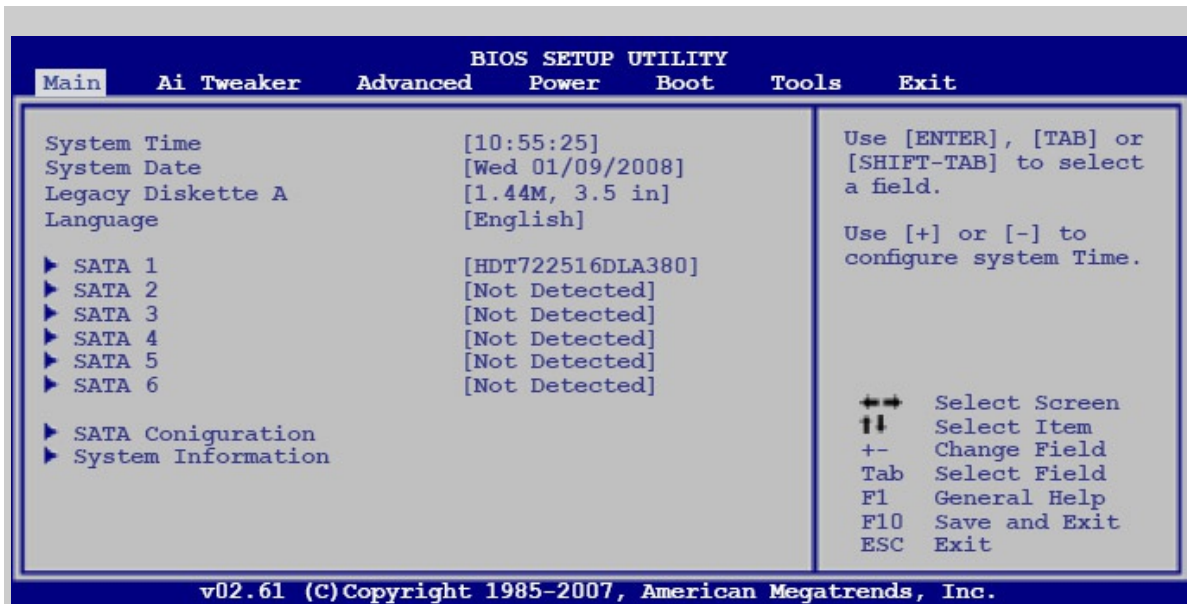 BIOS SETUP UTILITY
Main Ai Tweaker Advanced Power Boot Tools Exit
System Time [10:55:25]
System Date [Wed 01/09/2008]
Legacy Diskette A [1.44M, 3.5 in]
Language [English]
SATA 1 [HDT722516DLA380]
SATA 2 [Not Detected]
SATA 3 [Not Detected]
SATA 4 [Not Detected]
SATA 5 [Not Detected]
SATA 6 [Not Detected]
SATA Coniguration
System Information
Use [ENTER], [TAB] or
[SHIFT-TAB] to select
a field.
Use [+] or [-] to
configure system Time.
←→ Select Screen
↑↓ Select Item
+- Change Field
Tab Select Field
F1 General Help
F10 Save and Exit
ESC Exit
v02.61 (C)Copyright 1985-2007, American Megatrends, Inc.